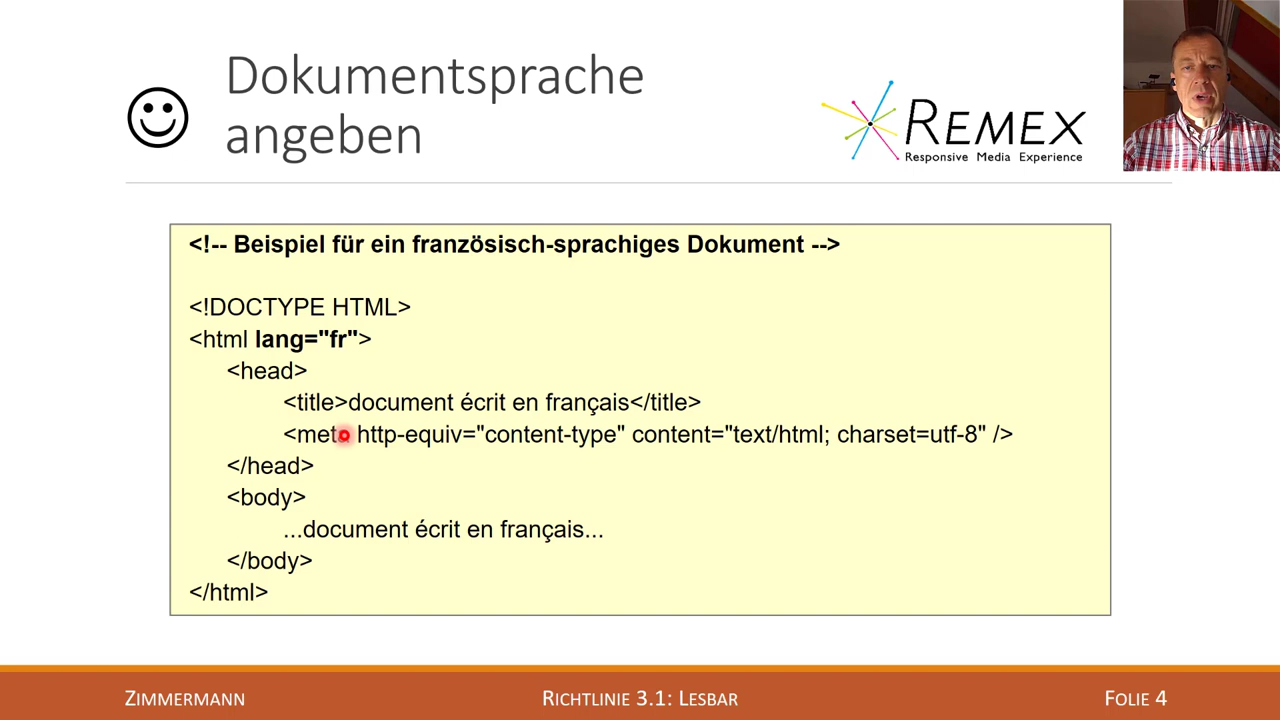 Dokumentsprache
angeben
REMEX
Responsive Media Experience
<!-- Beispiel für ein französisch-sprachiges Dokument -->
<!DOCTYPE HTML>
<html lang="fr">
<head>
<title>document écrit en français</title>
<meta http-equiv="content-type" content="text/html; charset=utf-8" />
</head>
<body>
...document écrit en français...
</body>
</html>
ZIMMERMANN
RICHTLINIE 3.1: LESBAR
FOLIE 4